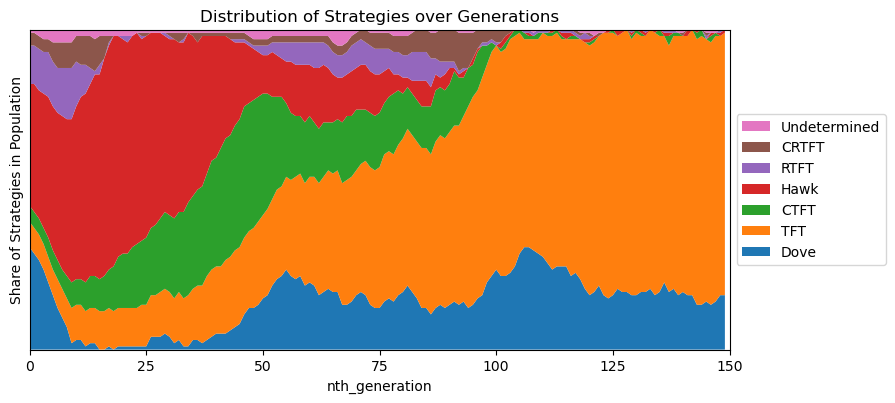 Distribution of Strategies over Generations
Share of Strategies in Population
Undetermined
CRTFT
RTFT
Hawk
CTFT
TFT
Dove
0 25 50 75 100 125 150
nth_generation